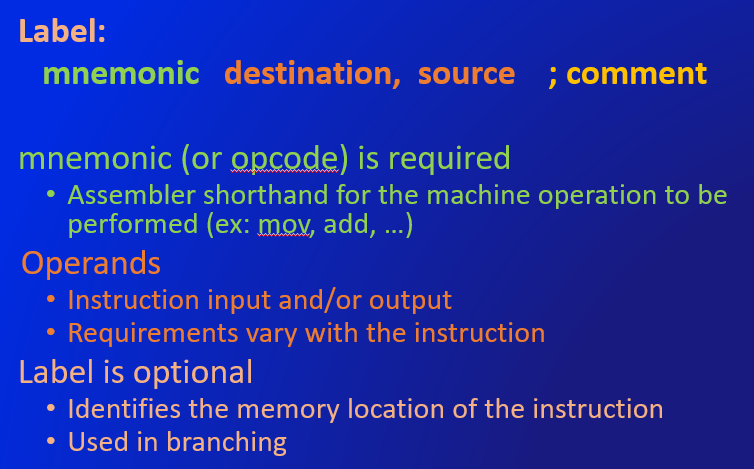 Label:
mnemonic destination, source ; comment
mnemonic (or opcode) is required
• Assembler shorthand for the machine operation to be
performed (ex: mov, add, …)
Operands
• Instruction input and/or output
• Requirements vary with the instruction
Label is optional
• Identifies the memory location of the instruction
• Used in branching